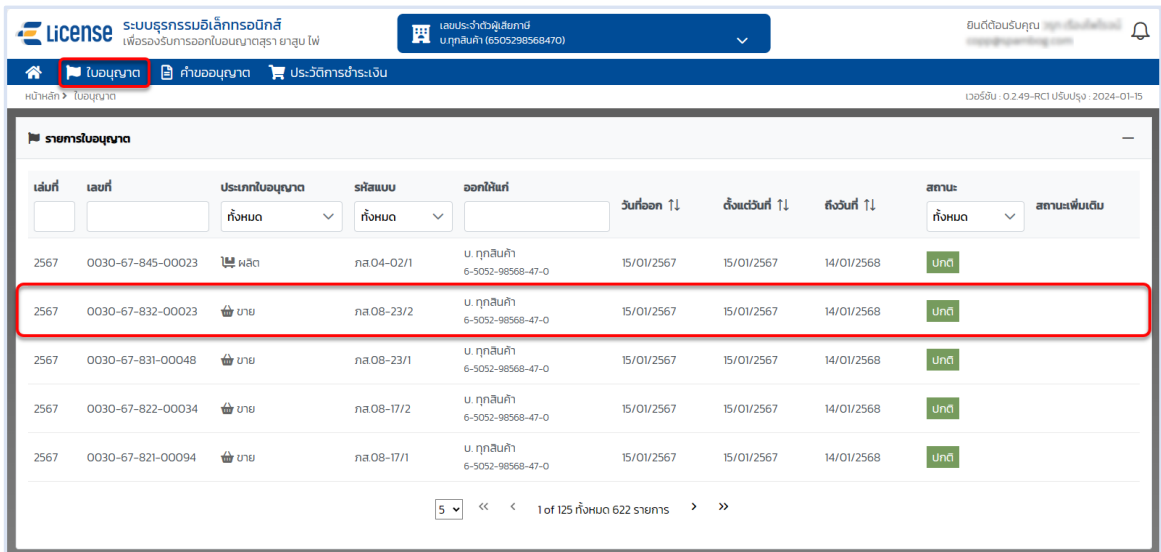 License ระบบธุรกรรมอิเล็กทรอนิกส์
เพื่อรองรับการออกใบอนุญาตสุรา ยาสูบ ไพ่
เลขประจำตัวผู้เสียภาษี
บ.ทุกสินค้า (6505298568470)
ยินดีต้อนรับคุณ
ใบอนุญาต คำขออนุญาต ประวัติการชำระเงิน
หน้าหลัก > ใบอนุญาต
เวอร์ชัน : 0.2.49-RC1 ปรับปรุง : 2024-01-15
รายการใบอนุญาต
เล่มที่ เลขที่ ประเภทใบอนุญาต รหัสแบบ ออกให้แก่ วันที่ออก ตั้งแต่วันที่ ถึงวันที่ สถานะ สถานะเพิ่มเติม
ทั้งหมด ทั้งหมด ทั้งหมด
2567 0030-67-845-00023 ผลิต ภส.04-02/1 บ. ทุกสินค้า 15/01/2567 15/01/2567 14/01/2568 ปกติ
6-5052-98568-47-0
2567 0030-67-832-00023 ขาย ภส.08-23/2 บ. ทุกสินค้า 15/01/2567 15/01/2567 14/01/2568 ปกติ
6-5052-98568-47-0
2567 0030-67-831-00048 ขาย ภส.08-23/1 บ. ทุกสินค้า 15/01/2567 15/01/2567 14/01/2568 ปกติ
6-5052-98568-47-0
2567 0030-67-822-00034 ขาย ภส.08-17/2 บ. ทุกสินค้า 15/01/2567 15/01/2567 14/01/2568 ปกติ
6-5052-98568-47-0
2567 0030-67-821-00094 ขาย ภส.08-17/1 บ. ทุกสินค้า 15/01/2567 15/01/2567 14/01/2568 ปกติ
6-5052-98568-47-0
5 << < 1 of 125 ทั้งหมด 622 รายการ > >>